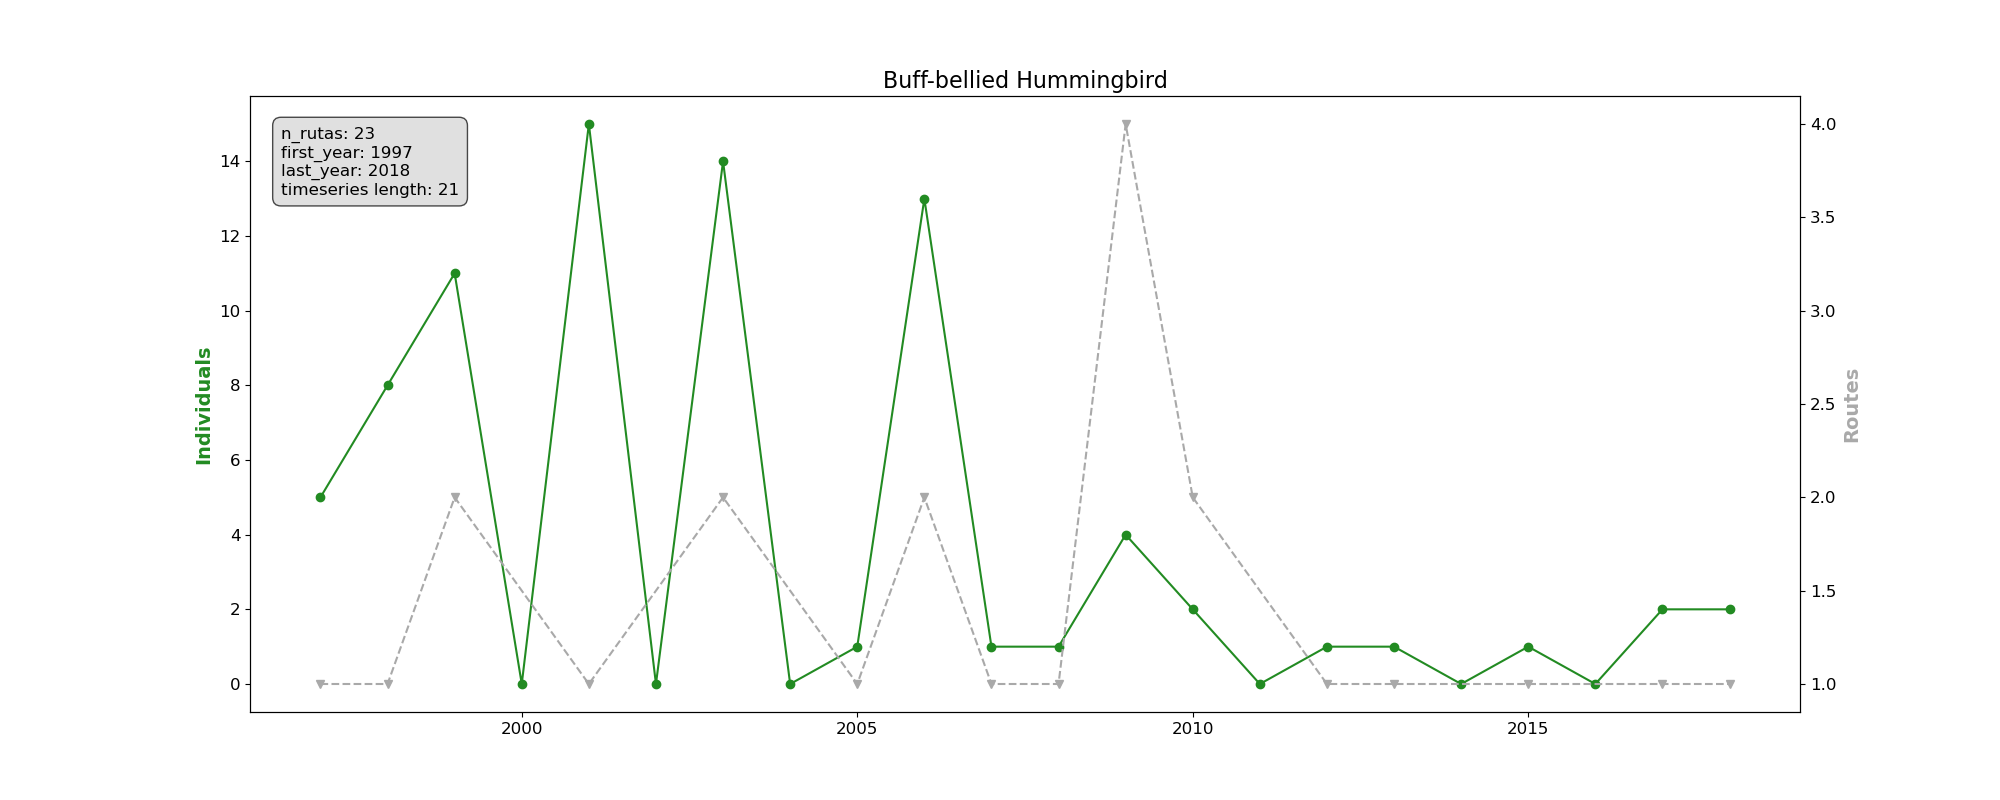 Buff-bellied Hummingbird
n_rutas: 23
first_year: 1997
last_year: 2018
timeseries length: 21
14
12
10
8
6
4
2
0
Individuals
4.0
3.5
3.0
2.5
2.0
1.5
1.0
Routes
2000 2005 2010 2015